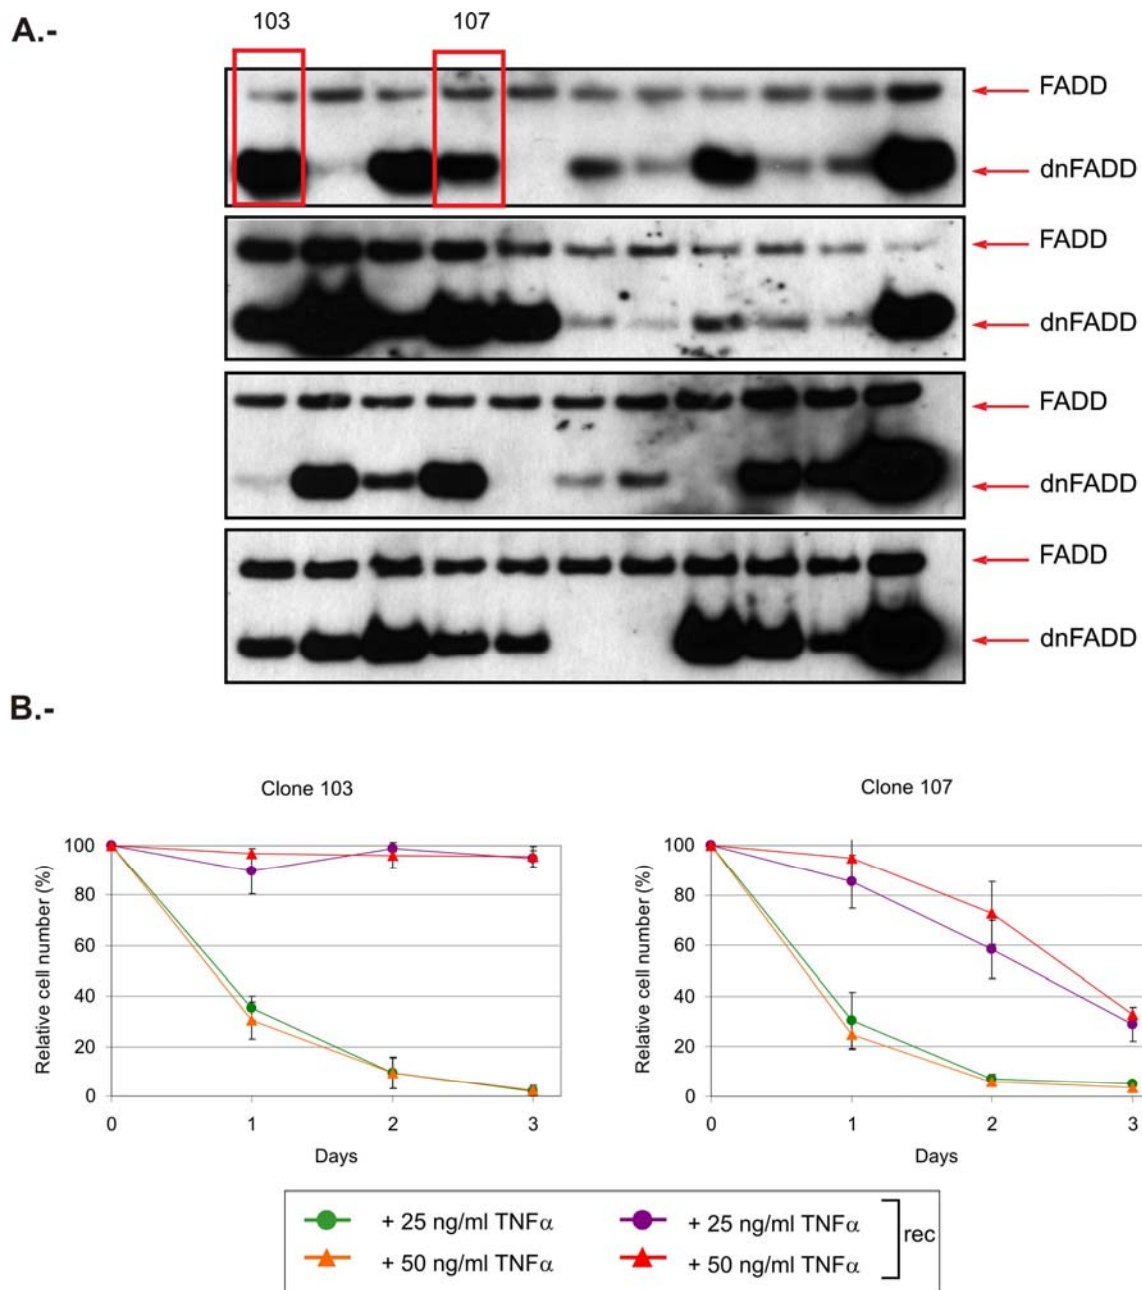 A.-
103 107
FADD
dnFADD
FADD
dnFADD
FADD
dnFADD
FADD
dnFADD
B.-
Clone 103
Relative cell number (%)
100
80
60
40
20
0
0 1 2 3
Days
Clone 107
Relative cell number (%)
100
80
60
40
20
0
0 1 2 3
Days
+ 25 ng/ml TNFα + 25 ng/ml TNFα
+ 50 ng/ml TNFα + 50 ng/ml TNFα
rec